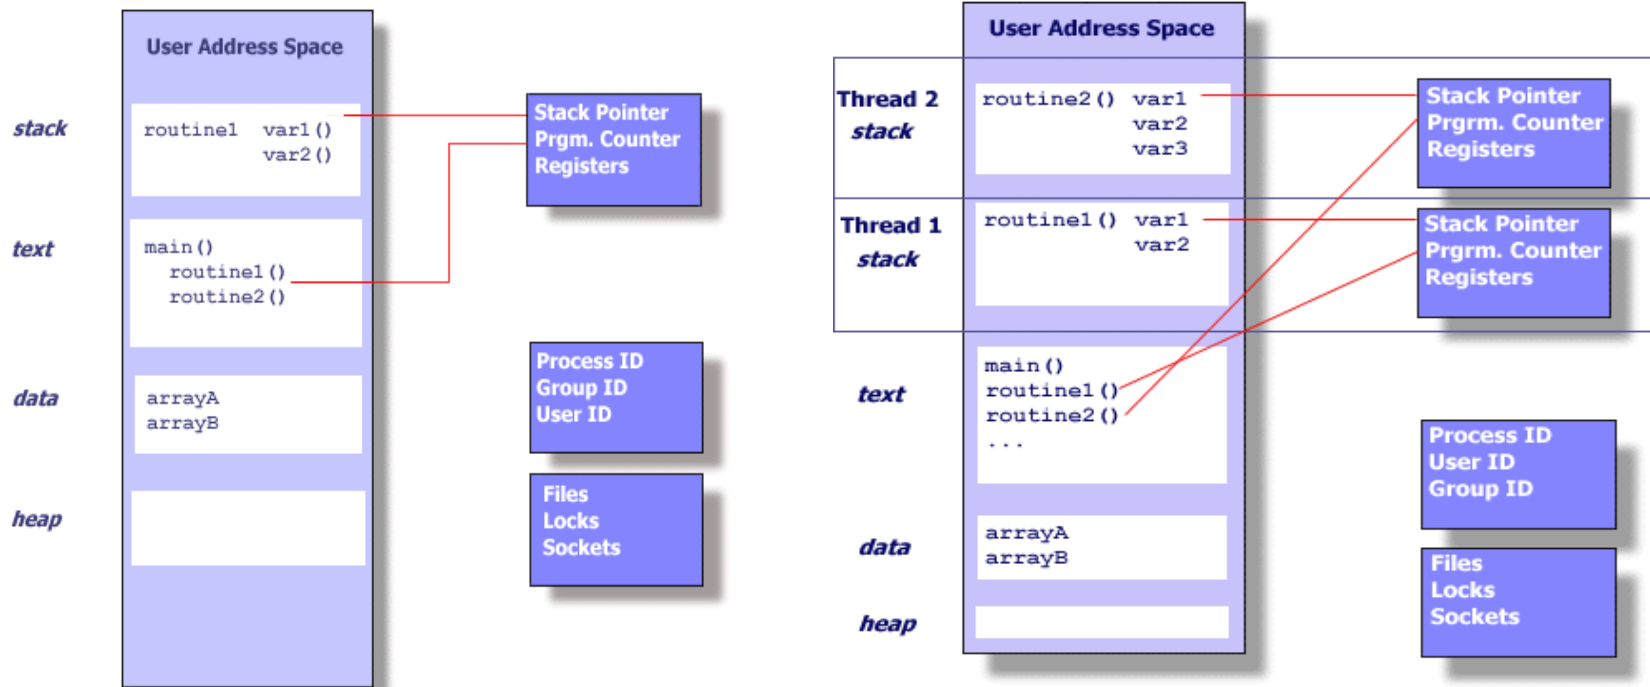 User Address Space
stack
routine1 var1()
var2()
Stack Pointer
Prgm. Counter
Registers
text
main()
routine1()
routine2()
data
arrayA
arrayB
Process ID
Group ID
User ID
heap
Files
Locks
Sockets
User Address Space
Thread 2
stack
routine2() var1
var2
var3
Stack Pointer
Prgrm. Counter
Registers
Thread 1
stack
routine1() var1
var2
Stack Pointer
Prgrm. Counter
Registers
text
main()
routine1()
routine2()
...
Process ID
User ID
Group ID
data
arrayA
arrayB
Files
Locks
Sockets
heap